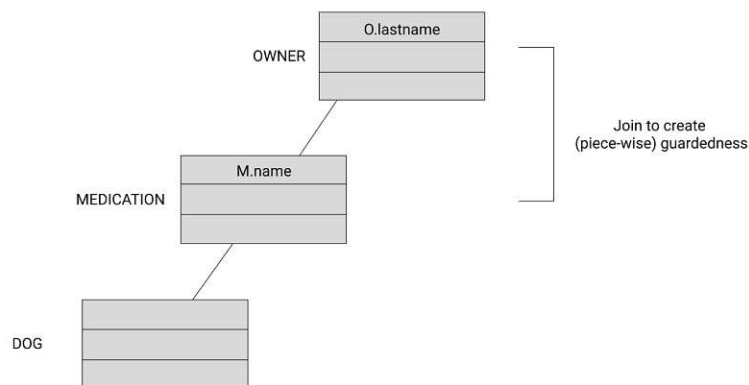 O.lastname
OWNER
Join to create
(piece-wise) guardedness
M.name
MEDICATION
DOG